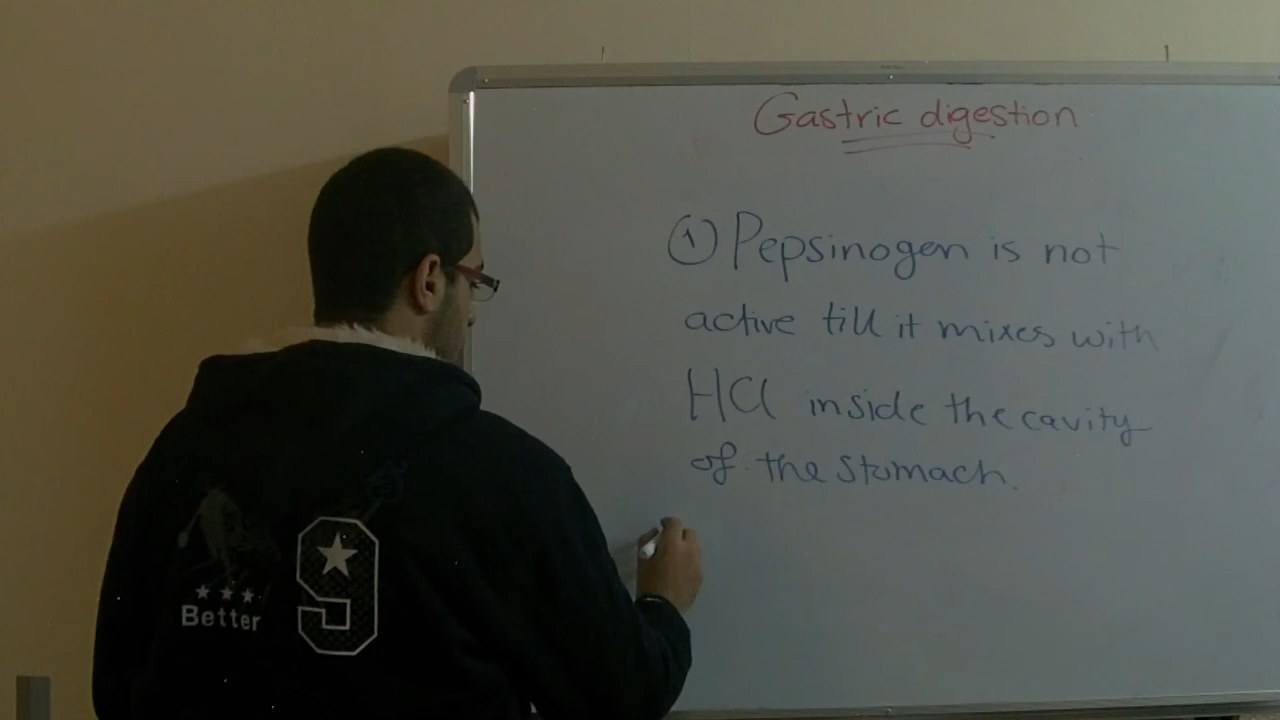 Gastric digestion
① Pepsinogen is not
active till it mixes with
HCl inside the cavity
of the stomach.
Better
9